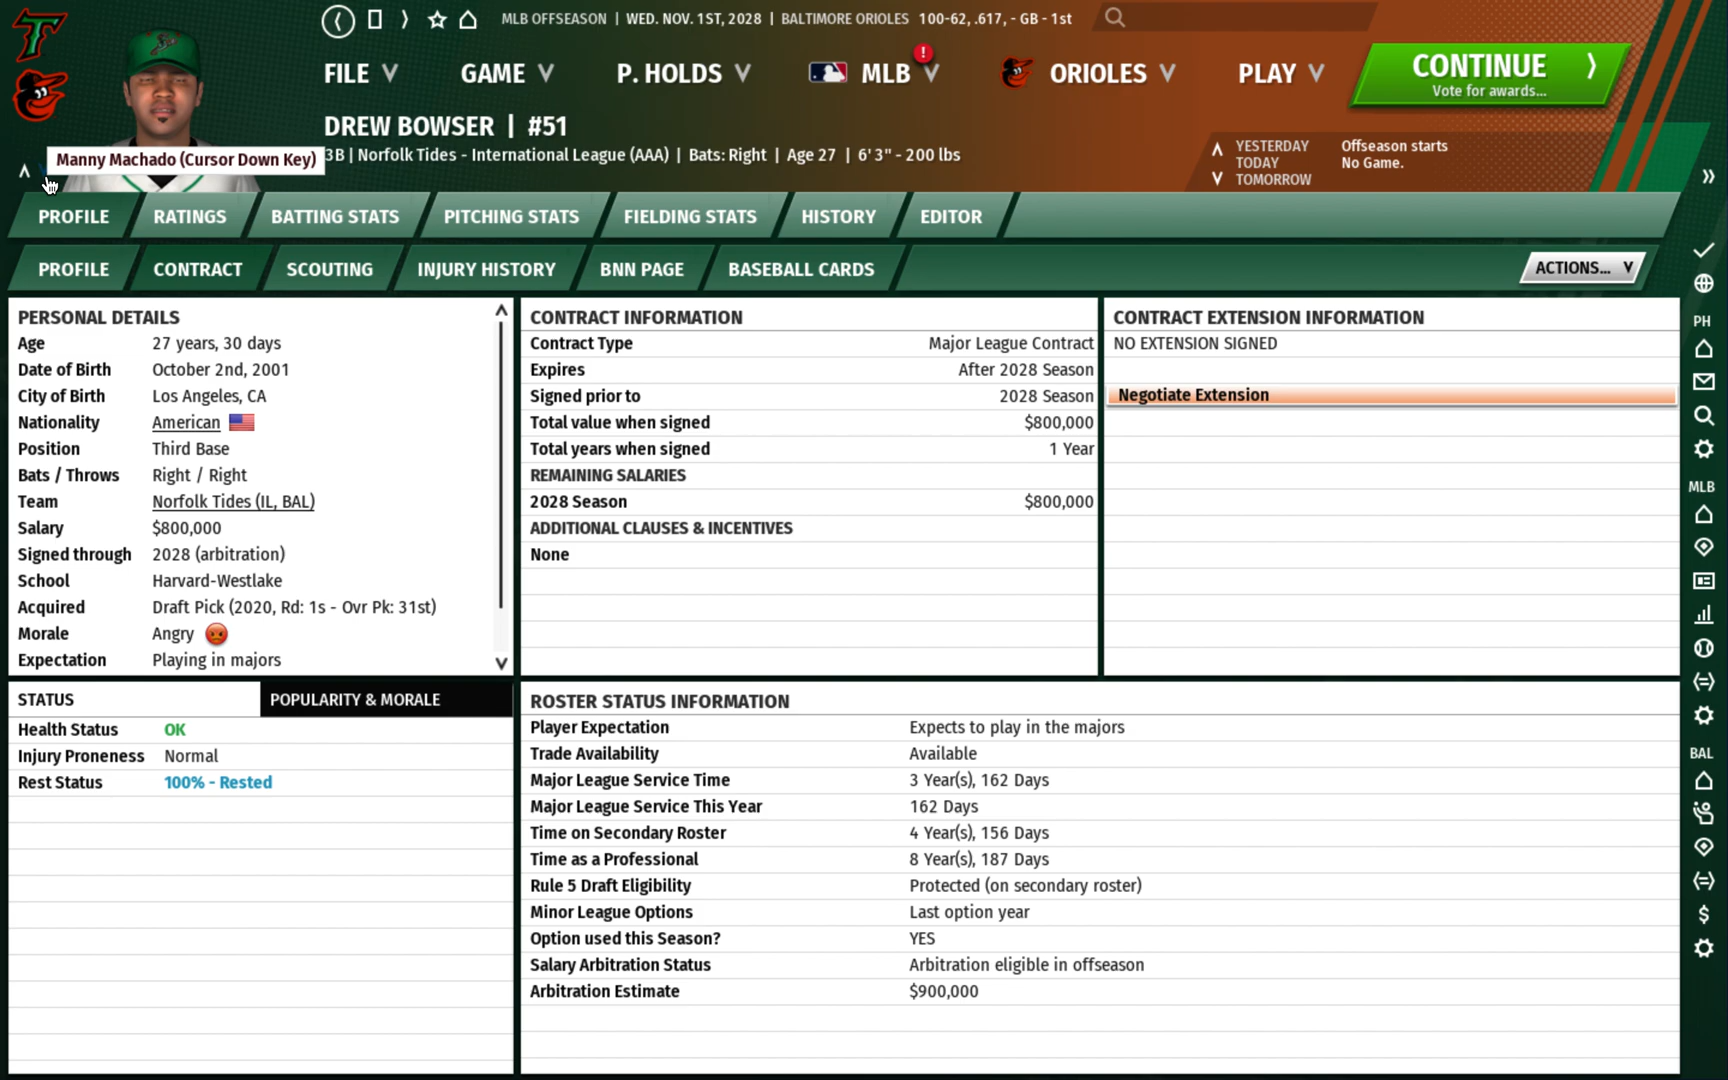 MLB OFFSEASON | WED. NOV. 1ST, 2028 | BALTIMORE ORIOLES 100-62, .617, - GB - 1st
FILE GAME P. HOLDS MLB ORIOLES PLAY
CONTINUE
Vote for awards...
DREW BOWSER | #51
3B | Norfolk Tides - International League (AAA) | Bats: Right | Age 27 | 6' 3" - 200 lbs
Manny Machado (Cursor Down Key)
YESTERDAY Offseason starts
TODAY No Game.
TOMORROW
PROFILE RATINGS BATTING STATS PITCHING STATS FIELDING STATS HISTORY EDITOR
PROFILE CONTRACT SCOUTING INJURY HISTORY BNN PAGE BASEBALL CARDS ACTIONS...
PERSONAL DETAILS
Age 27 years, 30 days
Date of Birth October 2nd, 2001
City of Birth Los Angeles, CA
Nationality American
Position Third Base
Bats / Throws Right / Right
Team Norfolk Tides (IL, BAL)
Salary $800,000
Signed through 2028 (arbitration)
School Harvard-Westlake
Acquired Draft Pick (2020, Rd: 1s - Ovr Pk: 31st)
Morale Angry
Expectation Playing in majors
CONTRACT INFORMATION
Contract Type Major League Contract
Expires After 2028 Season
Signed prior to 2028 Season
Total value when signed $800,000
Total years when signed 1 Year
REMAINING SALARIES
2028 Season $800,000
ADDITIONAL CLAUSES & INCENTIVES
None
CONTRACT EXTENSION INFORMATION
NO EXTENSION SIGNED
Negotiate Extension
STATUS POPULARITY & MORALE
Health Status OK
Injury Proneness Normal
Rest Status 100% - Rested
ROSTER STATUS INFORMATION
Player Expectation Expects to play in the majors
Trade Availability Available
Major League Service Time 3 Year(s), 162 Days
Major League Service This Year 162 Days
Time on Secondary Roster 4 Year(s), 156 Days
Time as a Professional 8 Year(s), 187 Days
Rule 5 Draft Eligibility Protected (on secondary roster)
Minor League Options Last option year
Option used this Season? YES
Salary Arbitration Status Arbitration eligible in offseason
Arbitration Estimate $900,000
PH
MLB
BAL